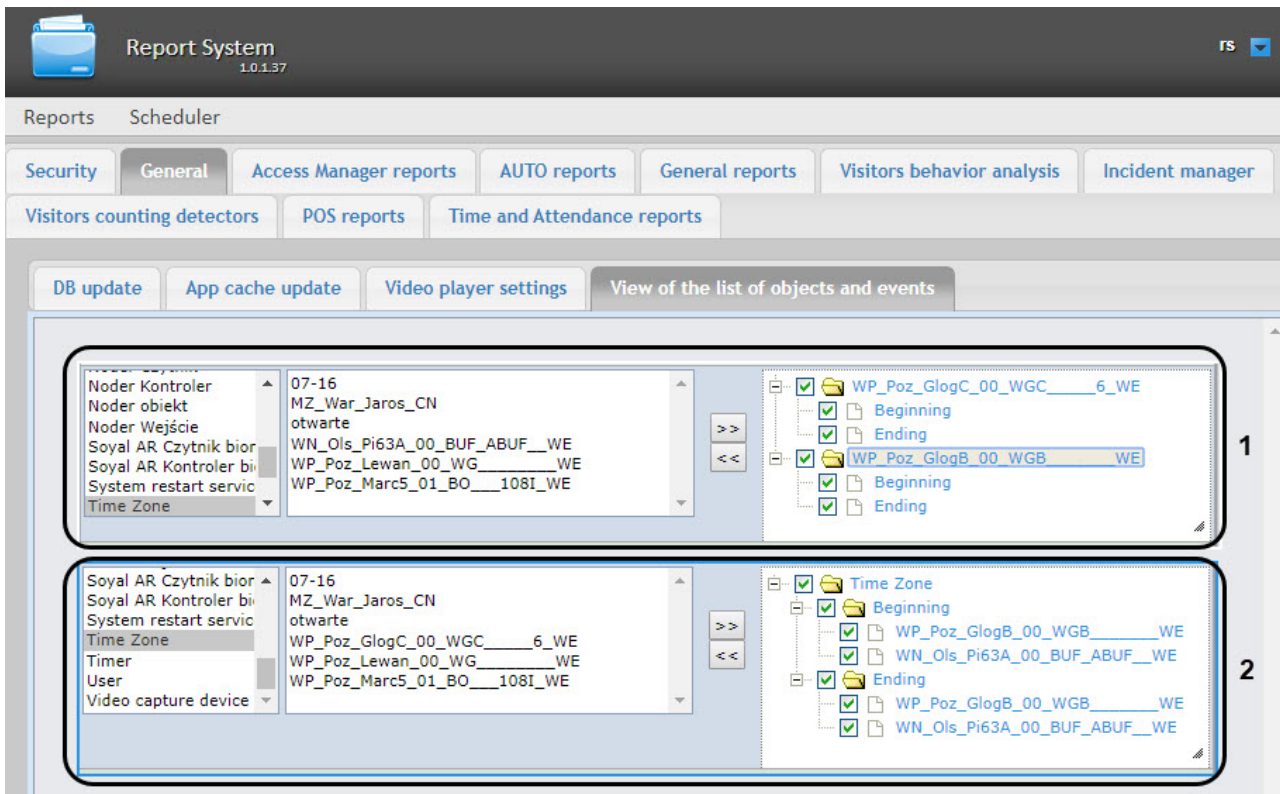 Report System
1.0.1.37
rs
Reports Scheduler
Security General Access Manager reports AUTO reports General reports Visitors behavior analysis Incident manager
Visitors counting detectors POS reports Time and Attendance reports
DB update App cache update Video player settings View of the list of objects and events
Noder Kontroler
Noder obiekt
Noder Wejście
Soyal AR Czytnik bior
Soyal AR Kontroler bi
System restart servic
Time Zone
07-16
MZ_War_Jaros_CN
otwarte
WN_Ols_Pi63A_00_BUF_ABUF__WE
WP_Poz_Lewan_00_WG________WE
WP_Poz_Marc5_01_BO___108I_WE
>>
<<
WP_Poz_GlogC_00_WGC_____6_WE
Beginning
Ending
WP_Poz_GlogB_00_WGB_______WE
Beginning
Ending
1
Soyal AR Czytnik bior
Soyal AR Kontroler bi
System restart servic
Time Zone
Timer
User
Video capture device
07-16
MZ_War_Jaros_CN
otwarte
WP_Poz_GlogC_00_WGC_____6_WE
WP_Poz_Lewan_00_WG________WE
WP_Poz_Marc5_01_BO___108I_WE
>>
<<
Time Zone
Beginning
WP_Poz_GlogB_00_WGB_______WE
WN_Ols_Pi63A_00_BUF_ABUF__WE
Ending
WP_Poz_GlogB_00_WGB_______WE
WN_Ols_Pi63A_00_BUF_ABUF__WE
2